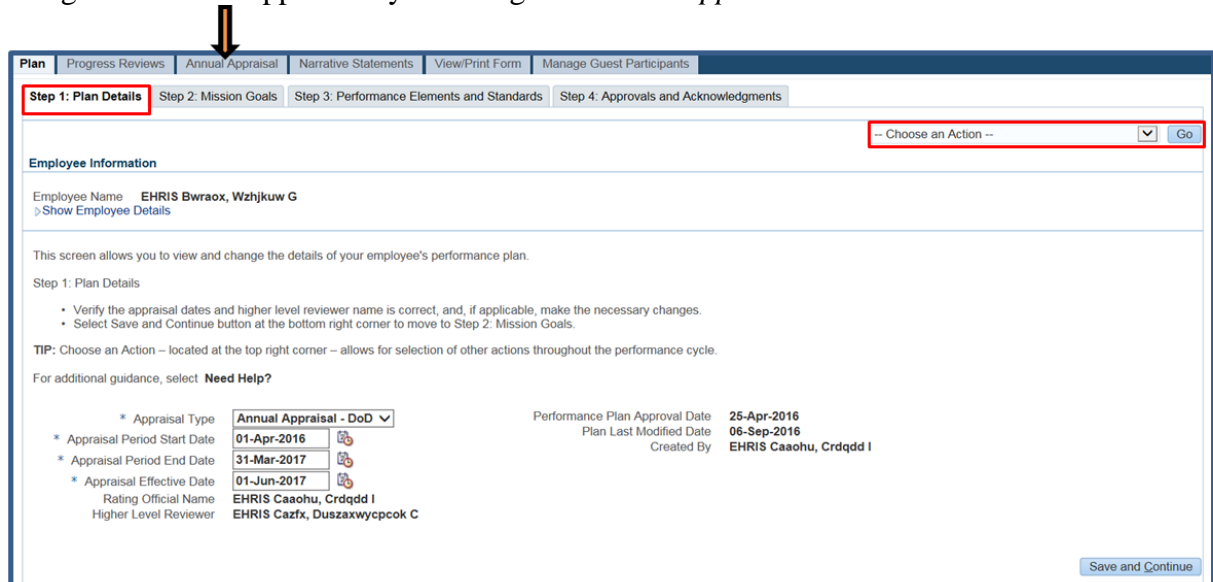 Plan Progress Reviews Annual Appraisal Narrative Statements View/Print Form Manage Guest Participants
Step 1: Plan Details Step 2: Mission Goals Step 3: Performance Elements and Standards Step 4: Approvals and Acknowledgments
-- Choose an Action -- Go
Employee Information
Employee Name EHRIS Bwraox, Wzhjkuw G
Show Employee Details
This screen allows you to view and change the details of your employee's performance plan.
Step 1: Plan Details
• Verify the appraisal dates and higher level reviewer name is correct, and, if applicable, make the necessary changes.
• Select Save and Continue button at the bottom right corner to move to Step 2: Mission Goals.
TIP: Choose an Action – located at the top right corner – allows for selection of other actions throughout the performance cycle.
For additional guidance, select Need Help?
* Appraisal Type Annual Appraisal - DoD
* Appraisal Period Start Date 01-Apr-2016
* Appraisal Period End Date 31-Mar-2017
* Appraisal Effective Date 01-Jun-2017
Rating Official Name EHRIS Caaohu, Crdqdd I
Higher Level Reviewer EHRIS Cazfx, Duszaxwycpcok C
Performance Plan Approval Date 25-Apr-2016
Plan Last Modified Date 06-Sep-2016
Created By EHRIS Caaohu, Crdqdd I
Save and Continue